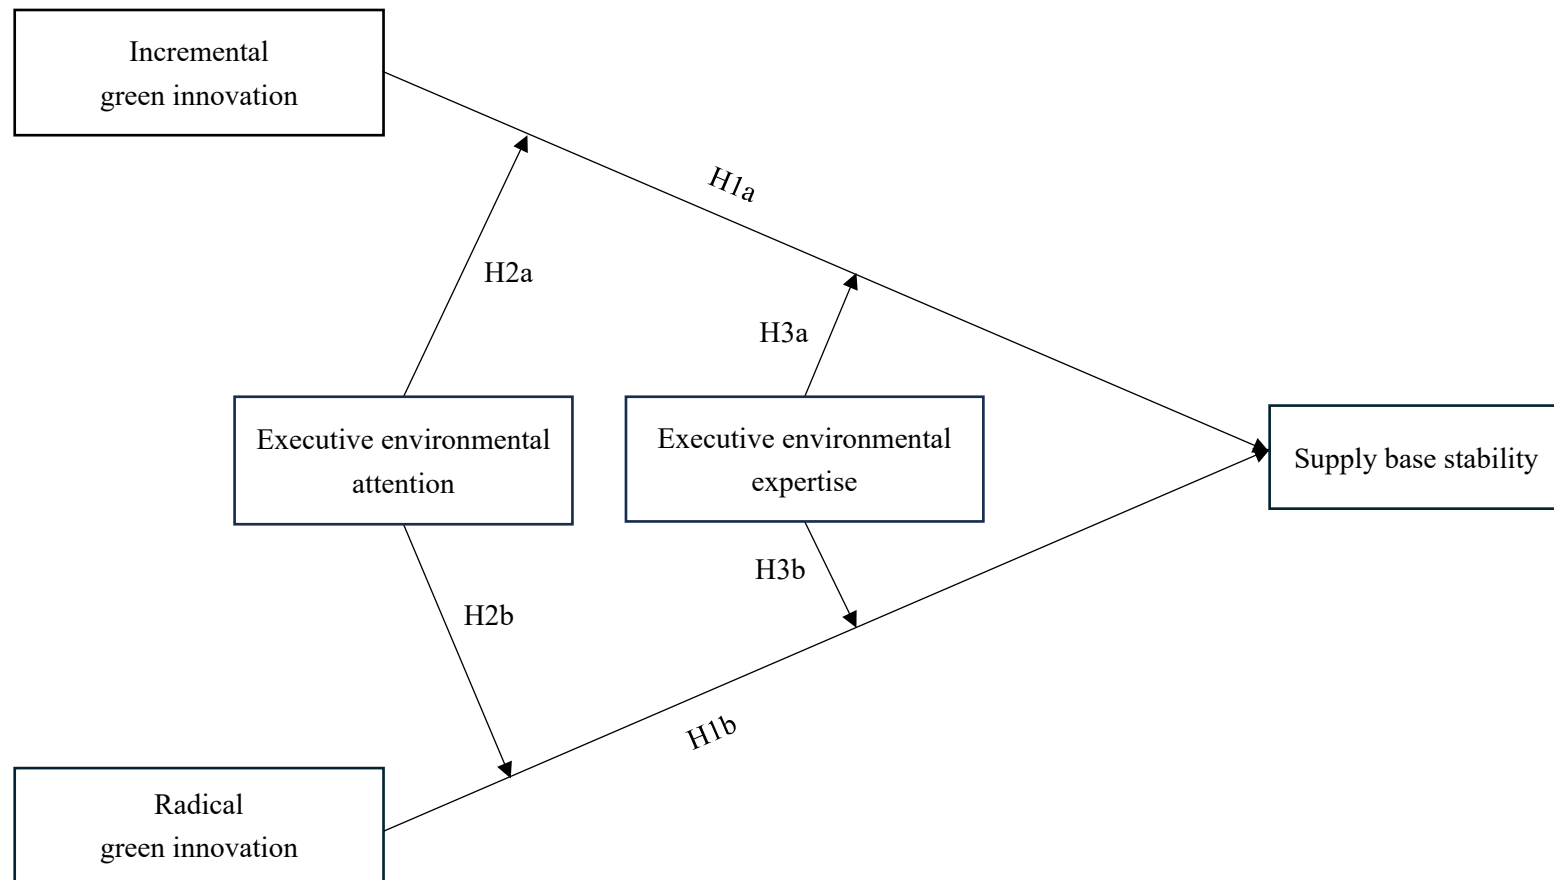 Incremental
green innovation
H1a
H2a
H3a
Executive environmental
attention
Executive environmental
expertise
Supply base stability
H3b
H2b
H1b
Radical
green innovation